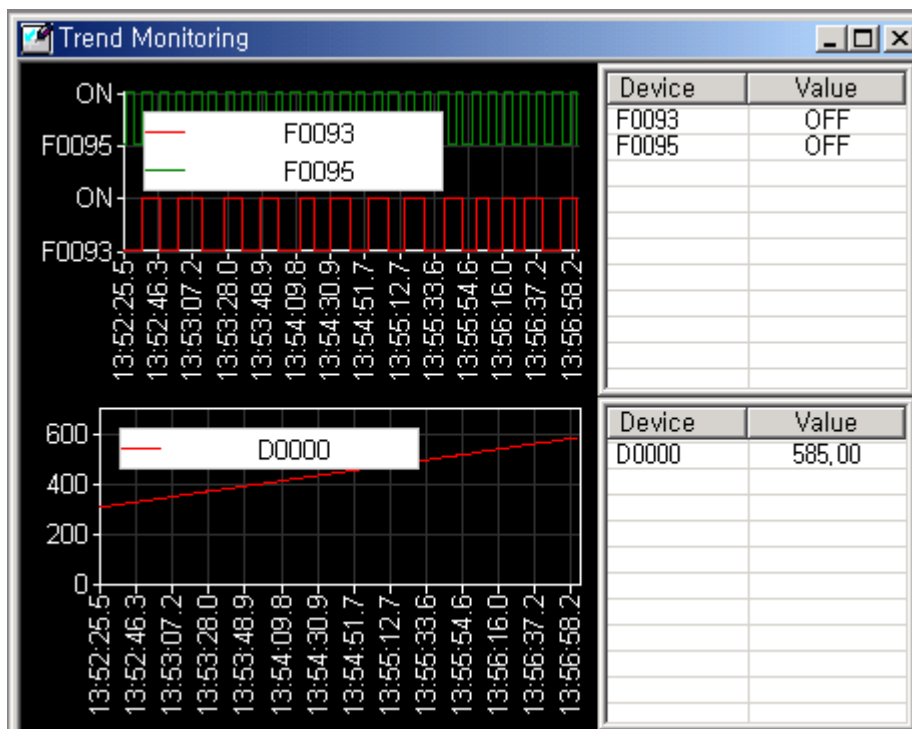 Trend Monitoring
ON
F0095
ON
F0093
F0093
F0095
13:52:25.5
13:52:46.3
13:53:07.2
13:53:28.0
13:53:48.9
13:54:09.8
13:54:30.9
13:54:51.7
13:55:12.7
13:55:33.6
13:55:54.6
13:56:16.0
13:56:37.2
13:56:58.2
Device Value
F0093 OFF
F0095 OFF
600
400
200
0
D0000
13:52:25.5
13:52:46.3
13:53:07.2
13:53:28.0
13:53:48.9
13:54:09.8
13:54:30.9
13:54:51.7
13:55:12.7
13:55:33.6
13:55:54.6
13:56:16.0
13:56:37.2
13:56:58.2
Device Value
D0000 585,00